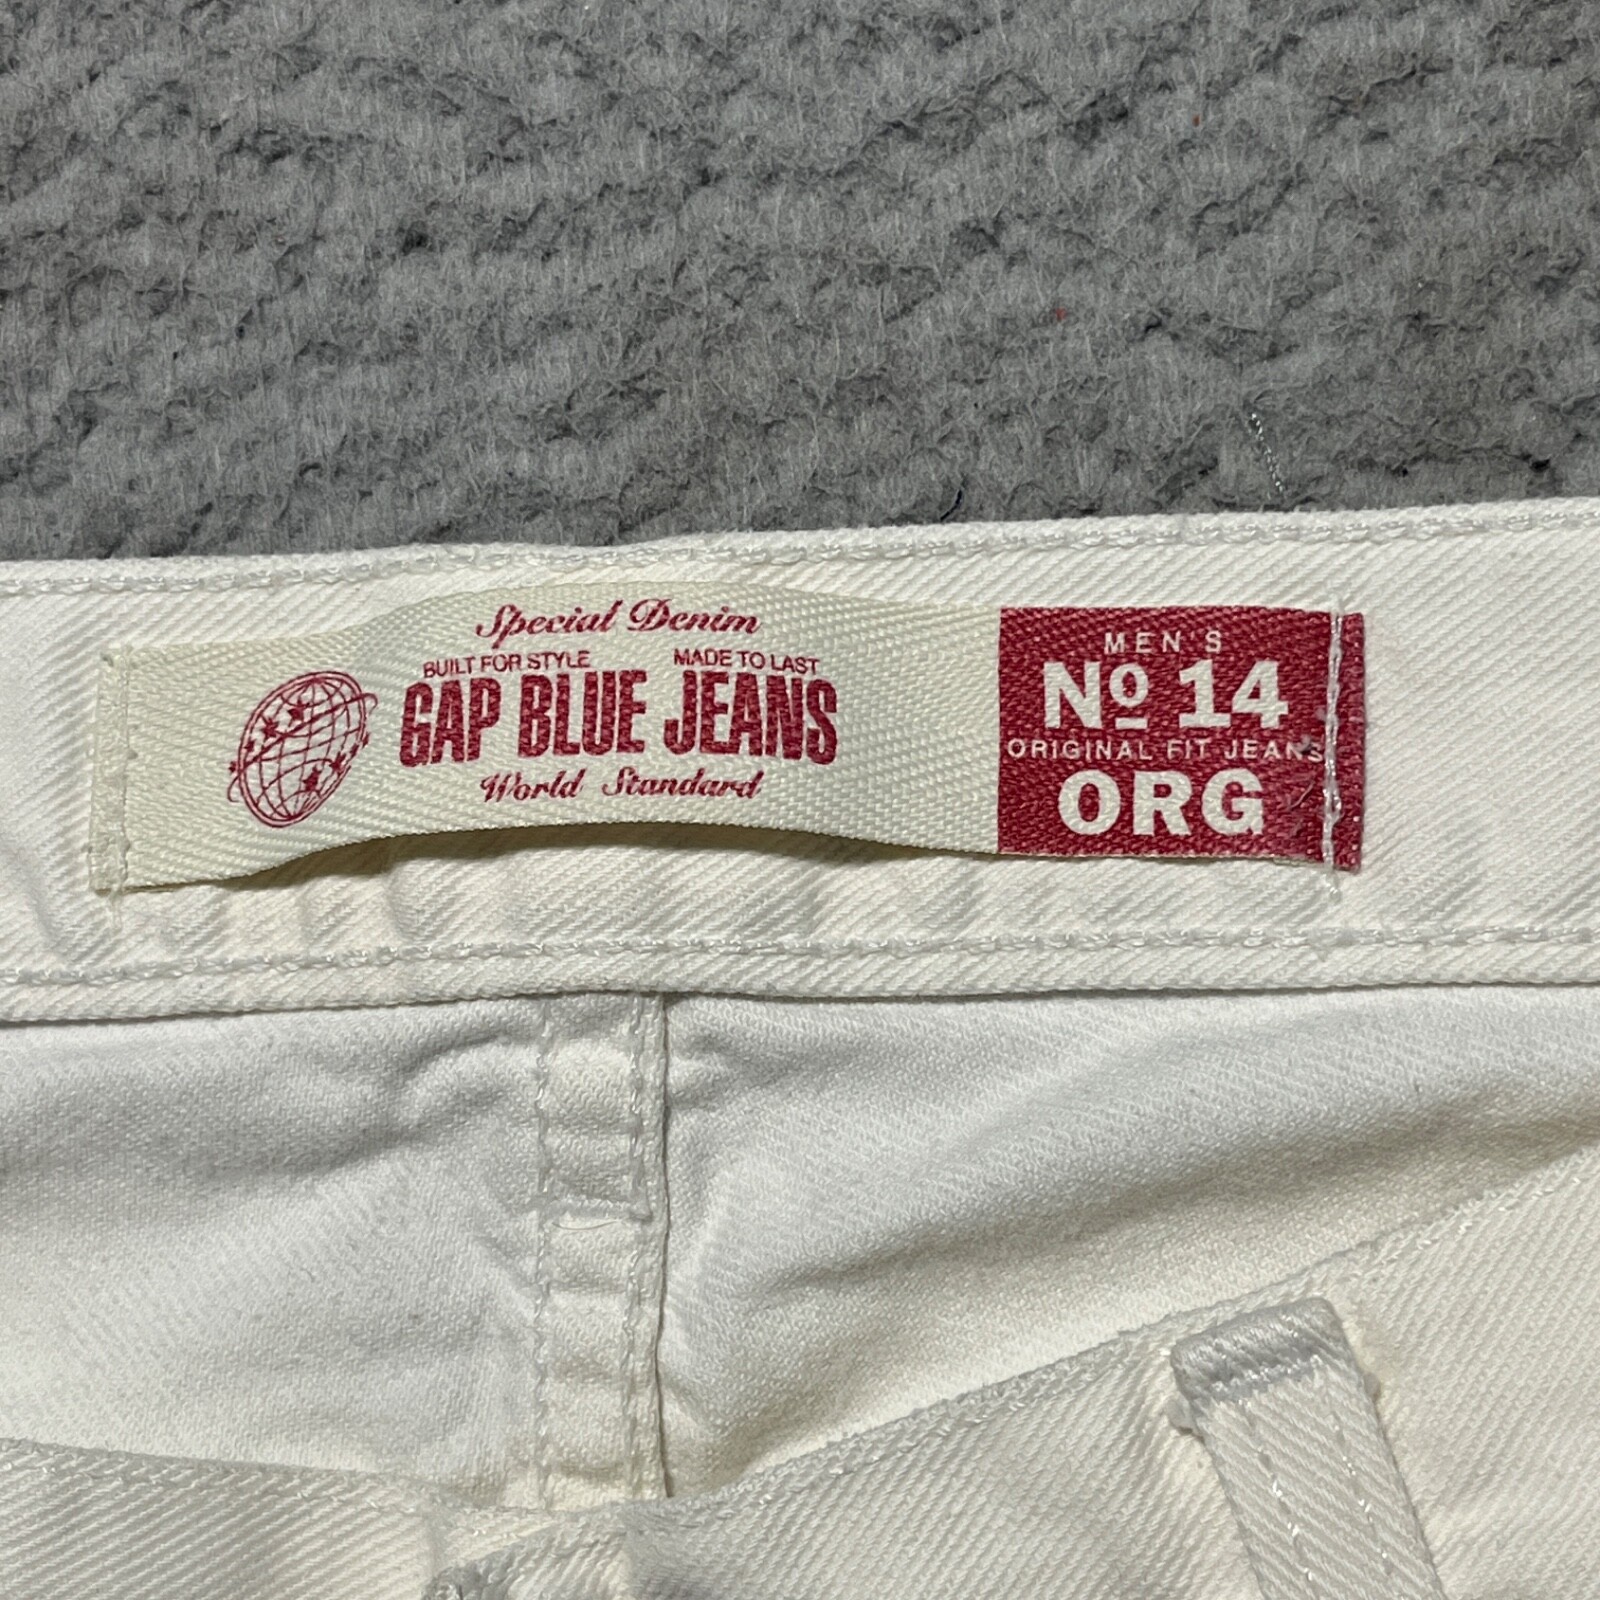 Special Denim
BUILT FOR STYLE MADE TO LAST
GAP BLUE JEANS
World Standard
MEN'S
Nº 14
ORIGINAL FIT JEANS
ORG